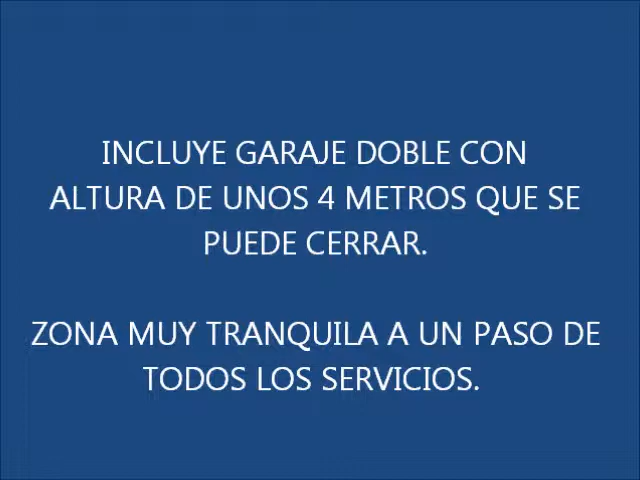 INCLUYE GARAJE DOBLE CON
ALTURA DE UNOS 4 METROS QUE SE
PUEDE CERRAR.
ZONA MUY TRANQUILA A UN PASO DE
TODOS LOS SERVICIOS.